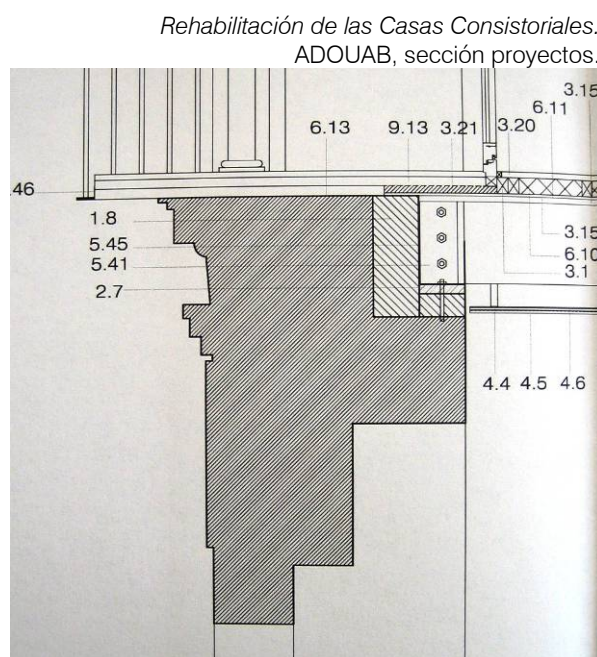 Rehabilitación de las Casas Consistoriales.
ADOUAB, sección proyectos.
3.15
6.11
6.13 9.13 3.21 3.20
.46
1.8
5.45
5.41
2.7
3.15
6.10
3.1
4.4 4.5 4.6